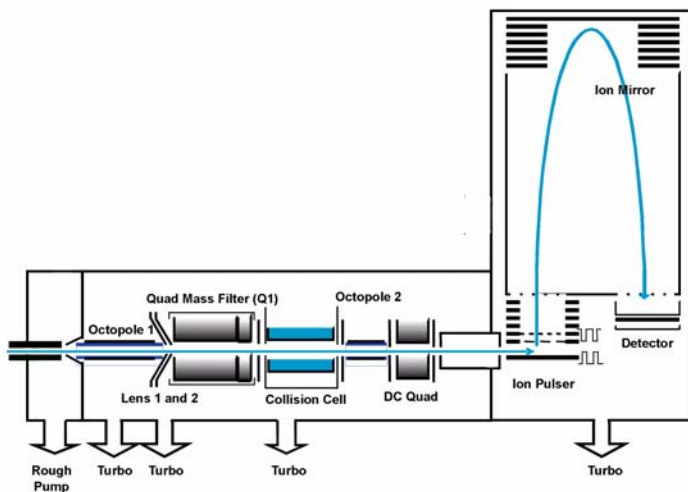 Ion Mirror
Quad Mass Filter (Q1)
Octopole 2
Octopole 1
Detector
Ion Pulser
Lens 1 and 2
Collision Cell
DC Quad
Rough
Pump
Turbo
Turbo
Turbo
Turbo